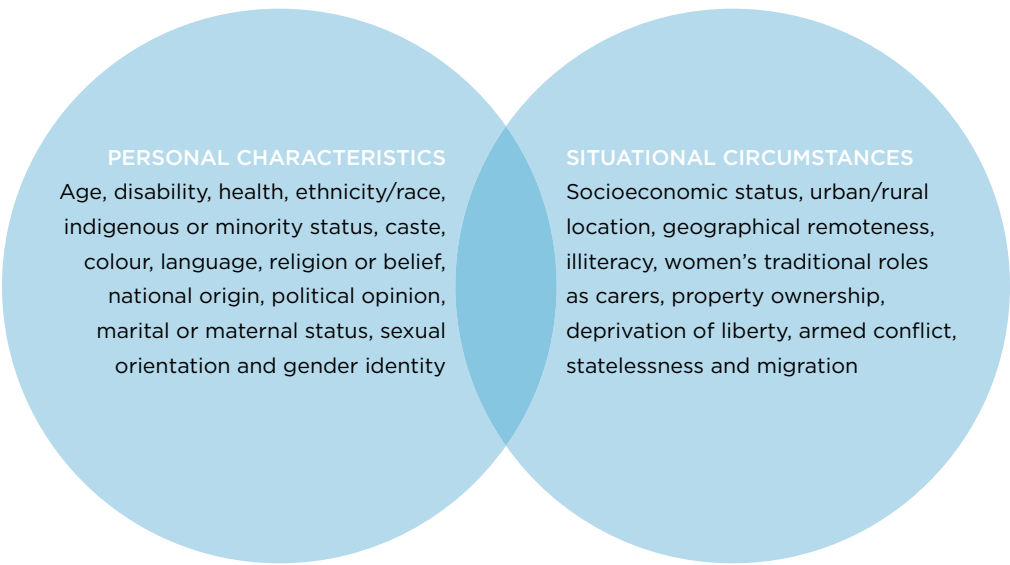 PERSONAL CHARACTERISTICS
Age, disability, health, ethnicity/race,
indigenous or minority status, caste,
colour, language, religion or belief,
national origin, political opinion,
marital or maternal status, sexual
orientation and gender identity
SITUATIONAL CIRCUMSTANCES
Socioeconomic status, urban/rural
location, geographical remoteness,
illiteracy, women’s traditional roles
as carers, property ownership,
deprivation of liberty, armed conflict,
statelessness and migration